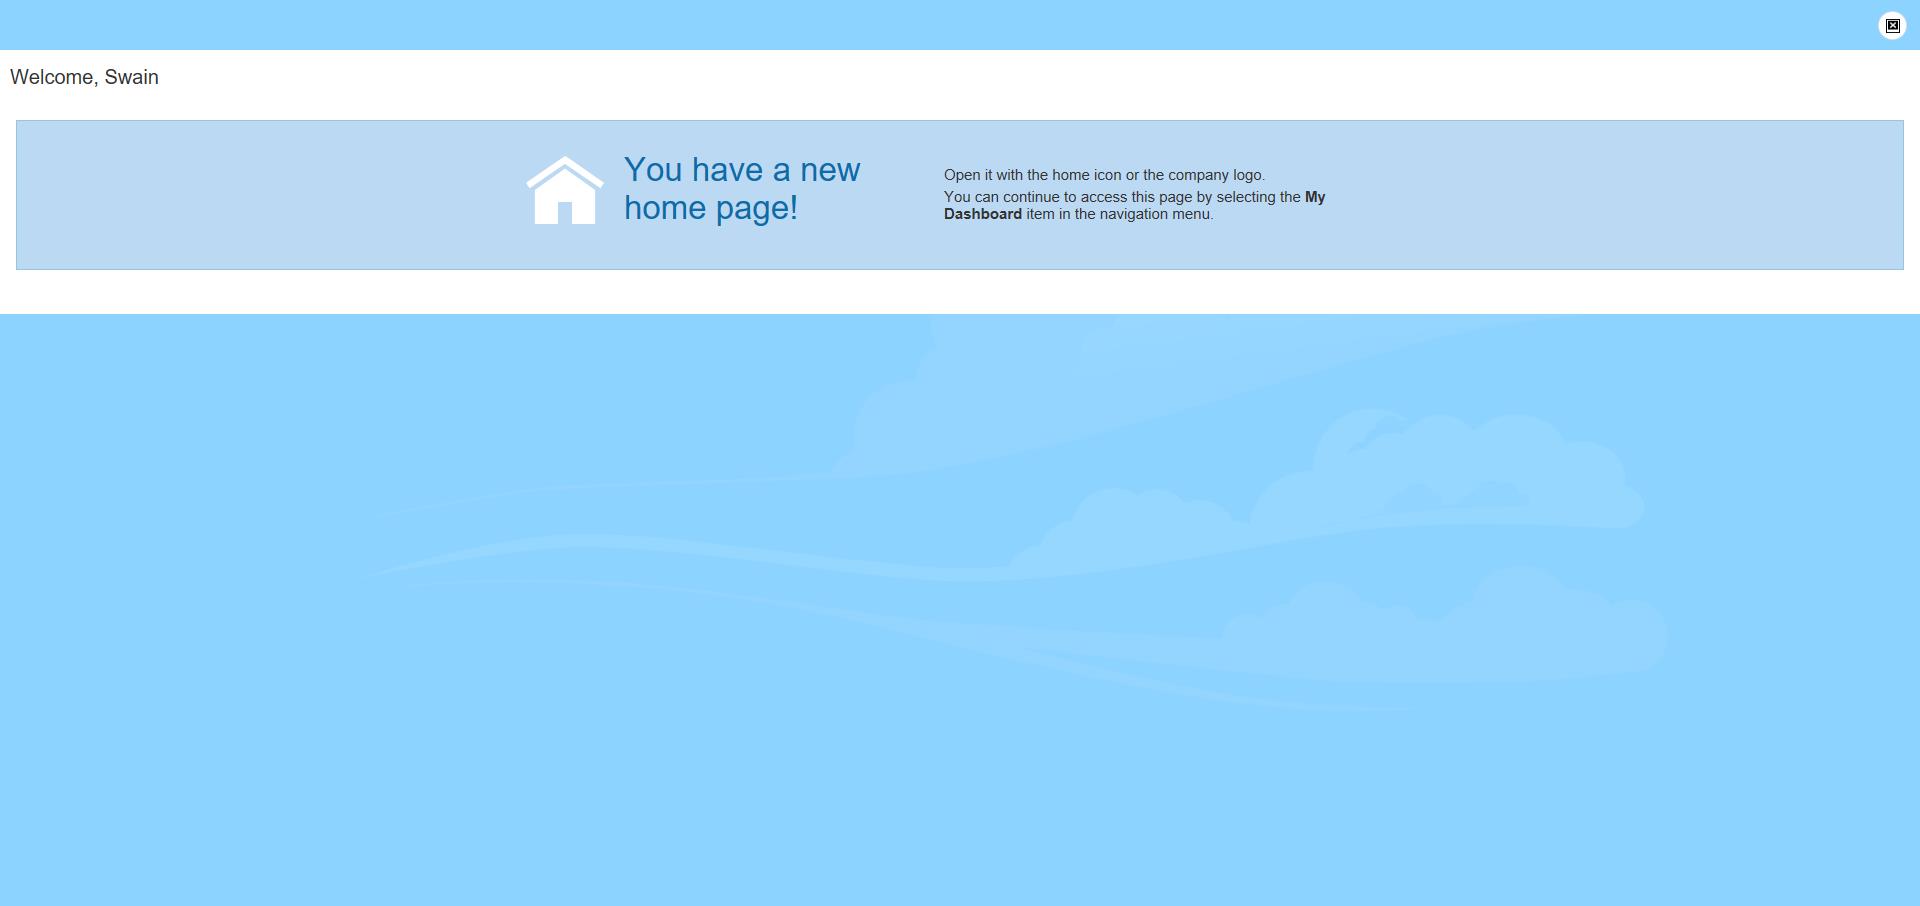 Welcome, Swain
You have a new
home page!
Open it with the home icon or the company logo.
You can continue to access this page by selecting the My
Dashboard item in the navigation menu.